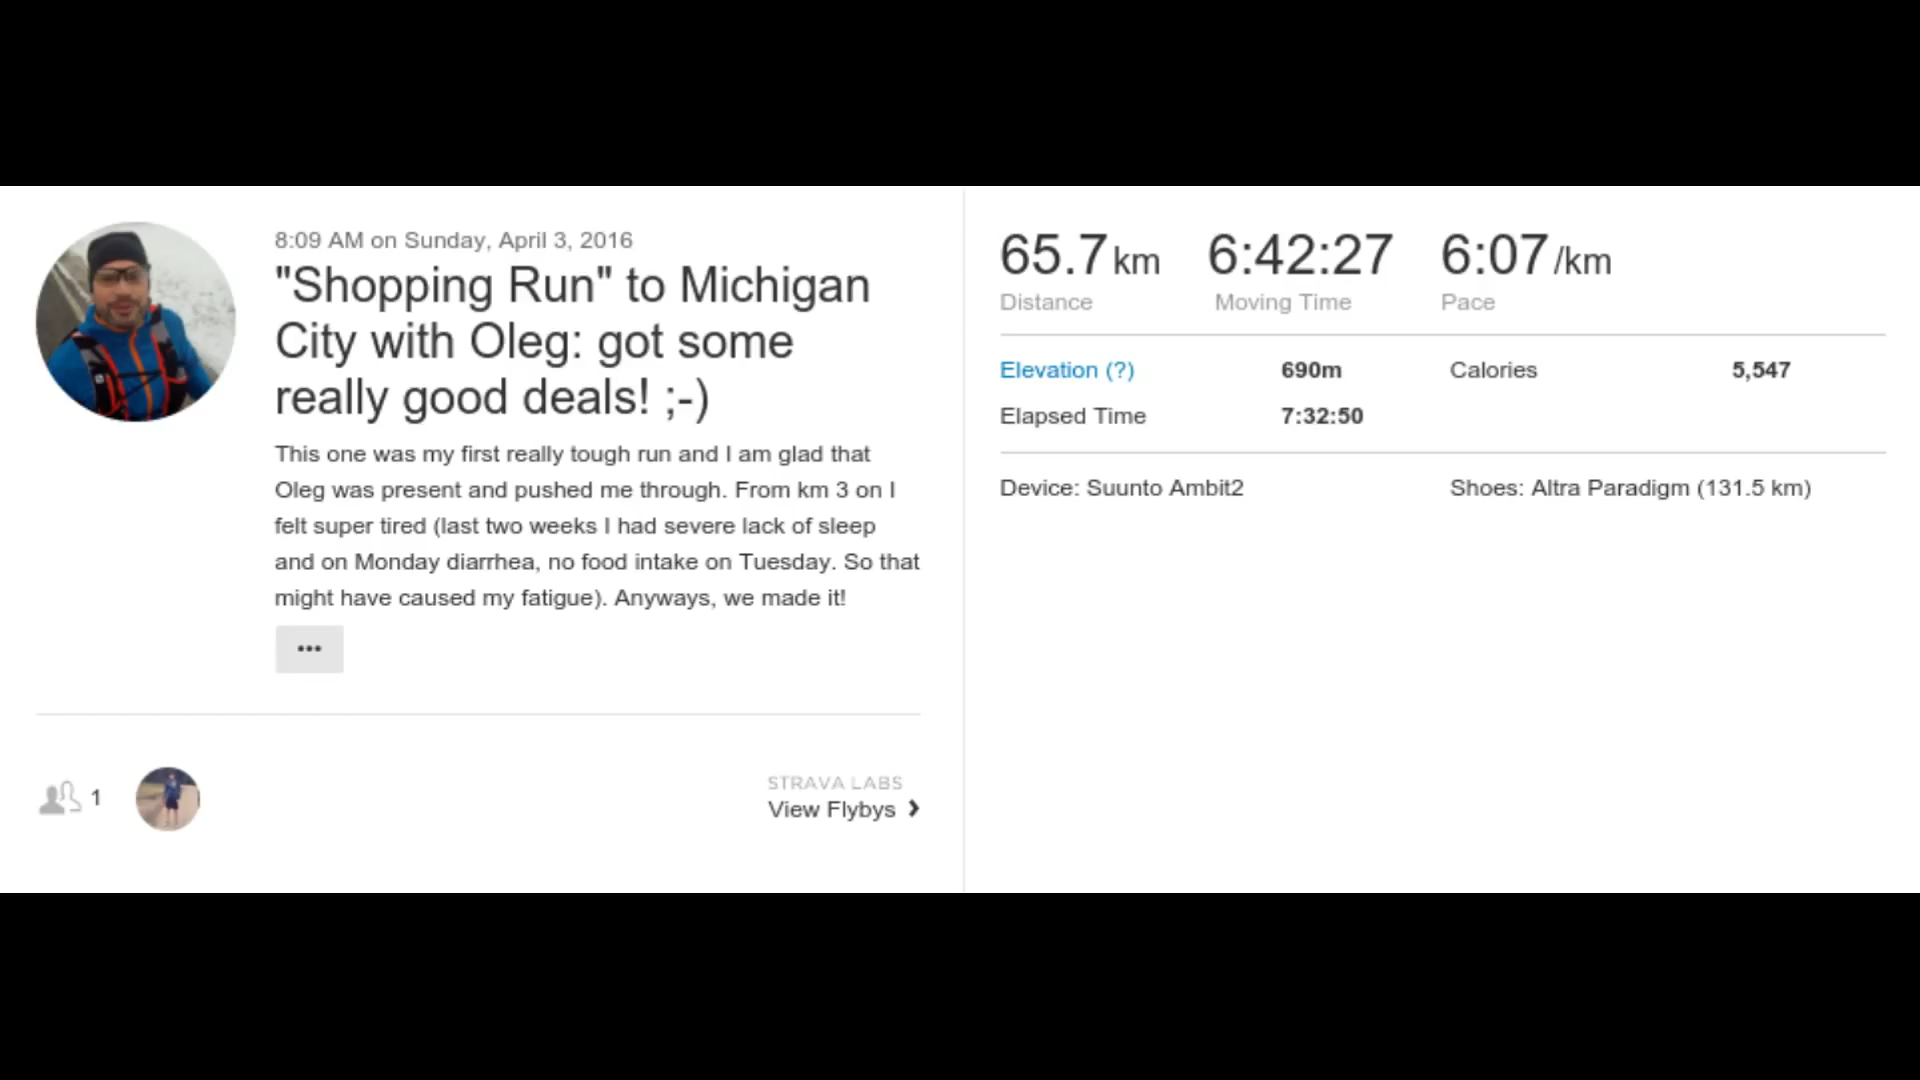 8:09 AM on Sunday, April 3, 2016
"Shopping Run" to Michigan
City with Oleg: got some
really good deals! ;-)
This one was my first really tough run and I am glad that
Oleg was present and pushed me through. From km 3 on I
felt super tired (last two weeks I had severe lack of sleep
and on Monday diarrhea, no food intake on Tuesday. So that
might have caused my fatigue). Anyways, we made it!
•••
1
STRAVA LABS
View Flybys
65.7 km 6:42:27 6:07 /km
Distance Moving Time Pace
Elevation (?) 690m Calories 5,547
Elapsed Time 7:32:50
Device: Suunto Ambit2 Shoes: Altra Paradigm (131.5 km)